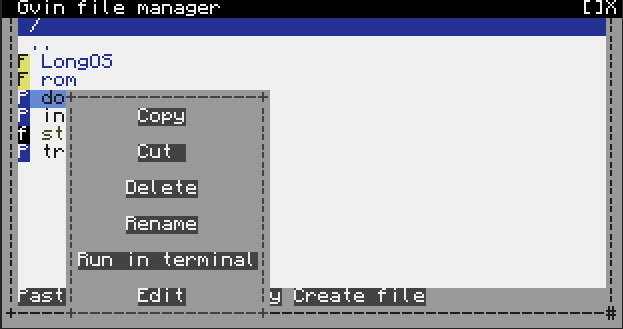 Gvin file manager []X
/
..
F LongOS
F rom
P do
P in
f st
P tr
Copy
Cut
Delete
Rename
Run in terminal
Edit
Past
y Create file
#